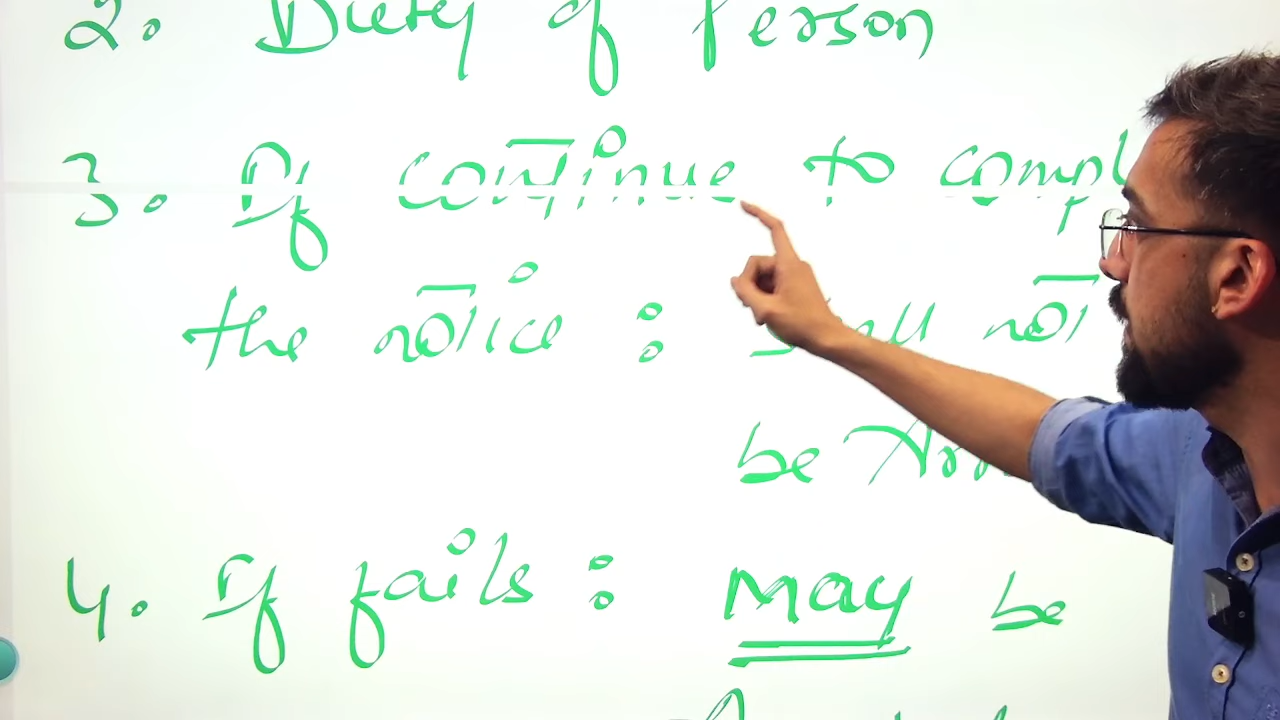 2. Duty of Person
3. If continue to compl
the notice : Shall not
be Arr
4. If fails : may be